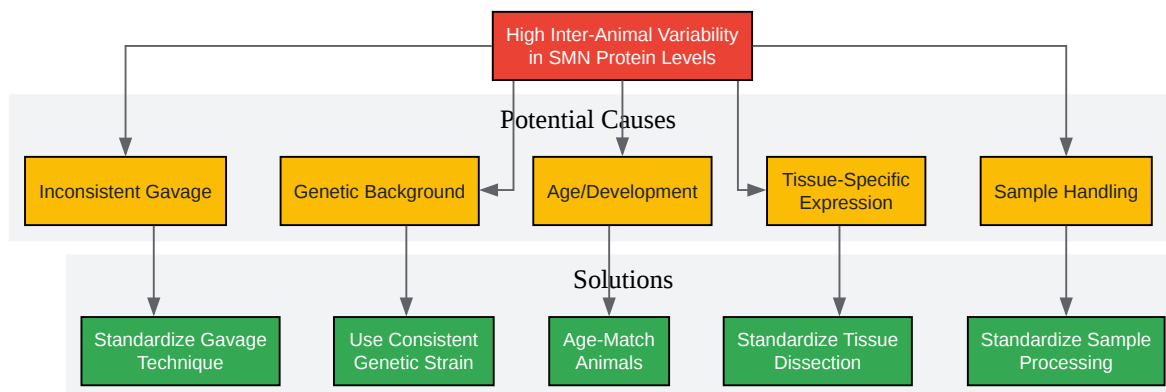 High Inter-Animal Variability
in SMN Protein Levels
Potential Causes
Inconsistent Gavage
Genetic Background
Age/Development
Tissue-Specific
Expression
Sample Handling
Solutions
Standardize Gavage
Technique
Use Consistent
Genetic Strain
Age-Match
Animals
Standardize Tissue
Dissection
Standardize Sample
Processing